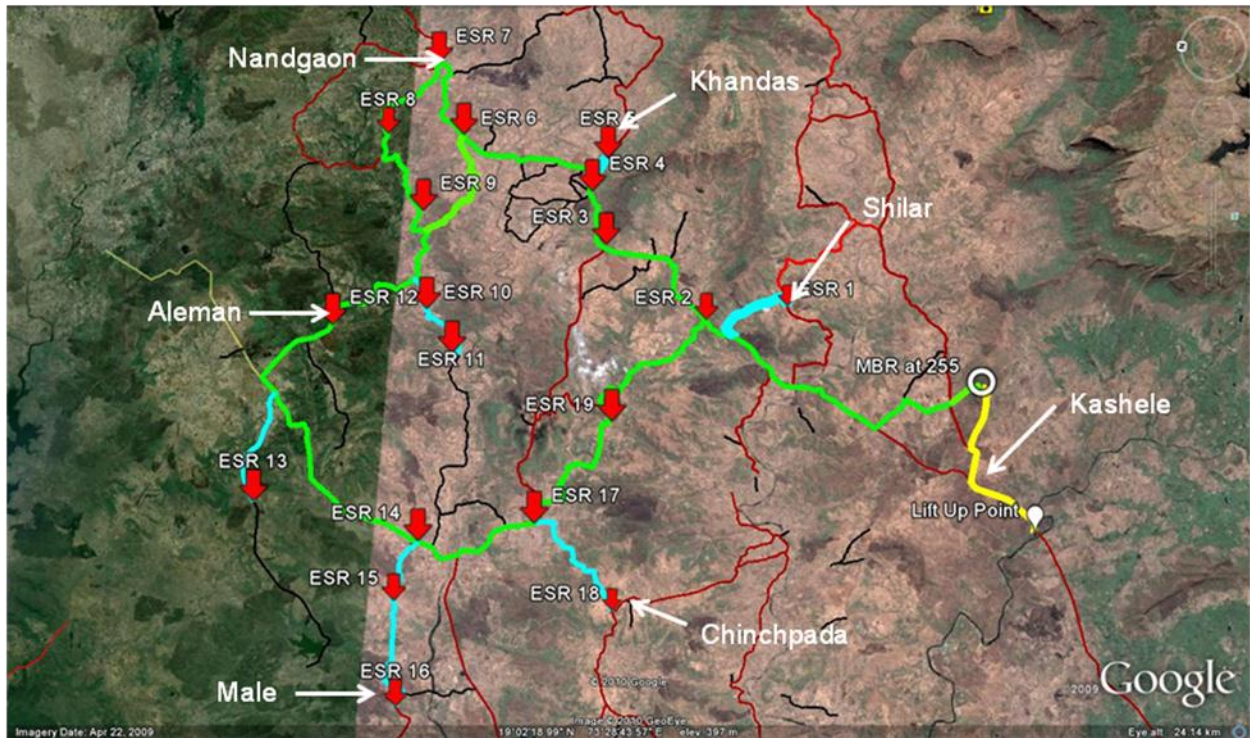 ESR 7
Nandgaon
Khandas
ESR 8
ESR 6
ESR 5
ESR 4
ESR 9
ESR 3
Shilar
ESR 12
ESR 10
ESR 2
ESR 1
Aleman
ESR 11
MBR at 255
ESR 19
Kashele
ESR 13
ESR 17
Lift Up Point
ESR 14
ESR 15
ESR 18
Chinchpada
ESR 16
Male
© 2010 Google
© 2009 Google
Image © 2010 GeoEye
Imagery Date: Apr 22, 2009
19°02'18.99" N 73°28'43.57" E elev 397 m
Eye alt 24.14 km